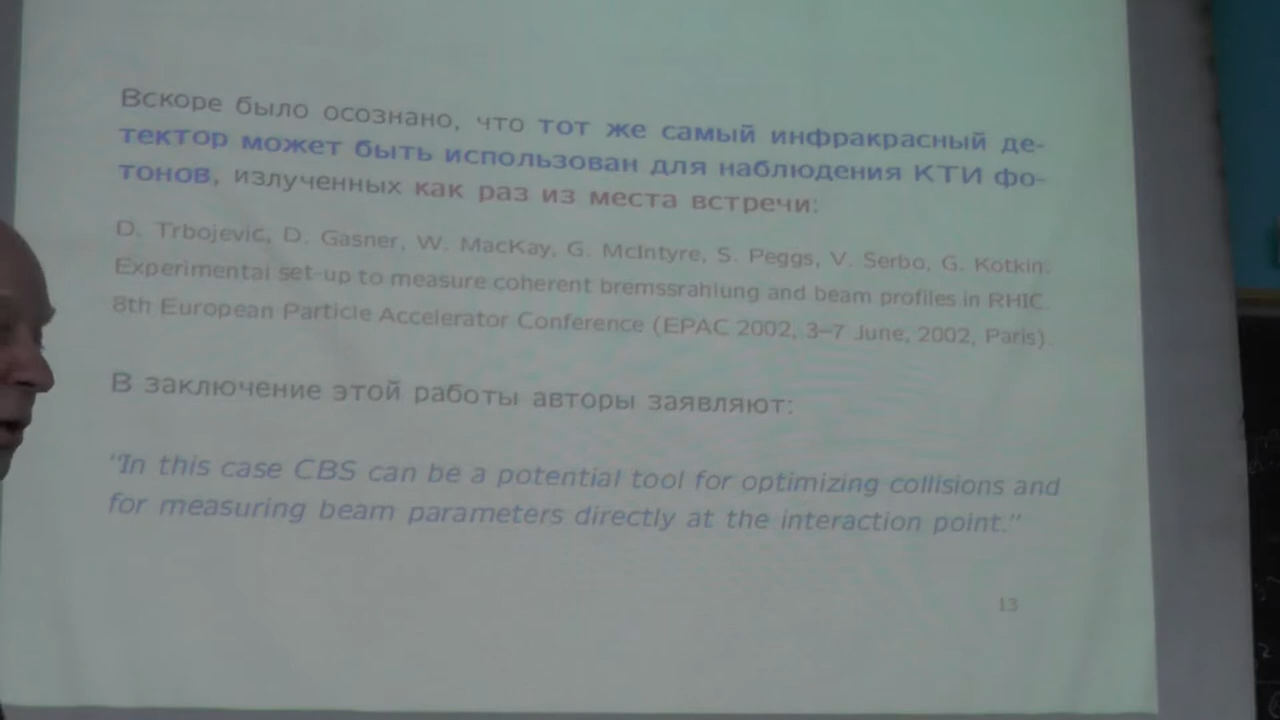 Вскоре было осознано, что тот же самый инфракрасный де-
тектор может быть использован для наблюдения КТИ фо-
тонов, излученных как раз из места встречи:
D. Trbojevic, D. Gasner, W. MacKay, G. McIntyre, S. Peggs, V. Serbo, G. Kotkin.
Experimental set-up to measure coherent bremssrahlung and beam profiles in RHIC.
8th European Particle Accelerator Conference (EPAC 2002, 3–7 June, 2002, Paris).
В заключение этой работы авторы заявляют:
"In this case CBS can be a potential tool for optimizing collisions and
for measuring beam parameters directly at the interaction point."
13